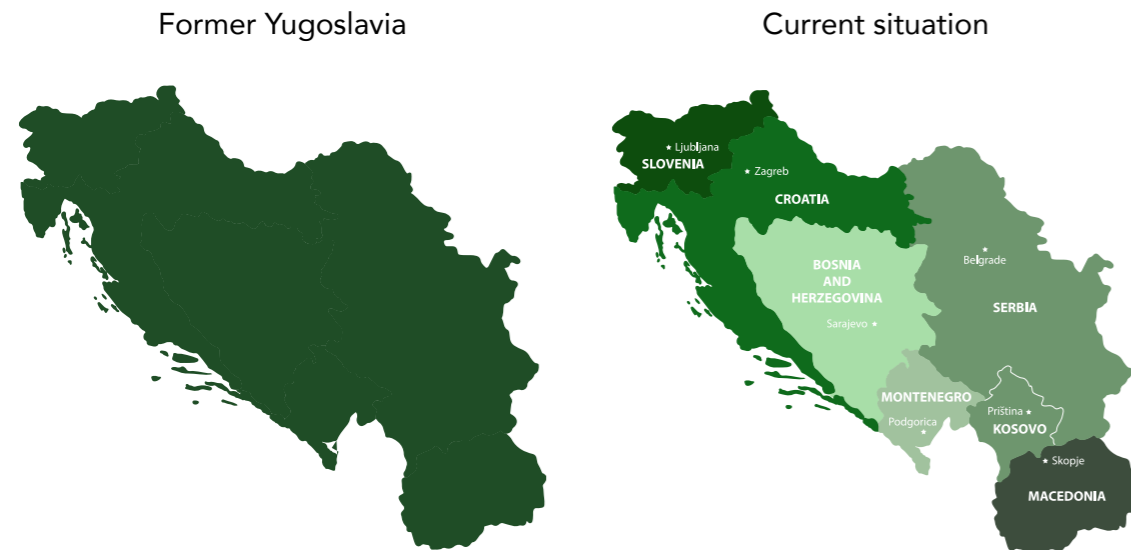 Former Yugoslavia
Current situation
Ljubljana
SLOVENIA
Zagreb
CROATIA
BOSNIA
AND
HERZEGOVINA
Sarajevo
Belgrade
SERBIA
MONTENEGRO
Podgorica
Priština
KOSOVO
Skopje
MACEDONIA